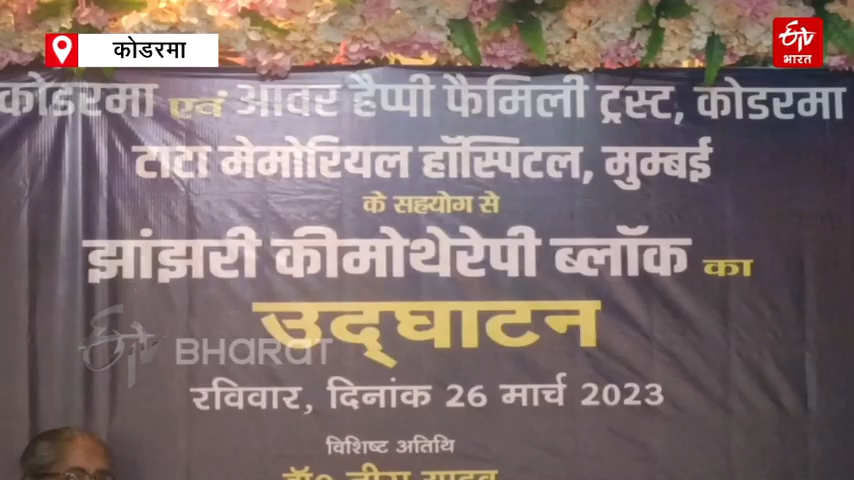 कोडरमा
ETV
भारत
कोडरमा एवं आवर हैप्पी फैमिली ट्रस्ट, कोडरमा
टाटा मेमोरियल हॉस्पिटल, मुम्बई
के सहयोग से
झांझरी कीमोथेरेपी ब्लॉक का
उद्घाटन
ETV BHARAT
रविवार, दिनांक 26 मार्च 2023
विशिष्ट अतिथि